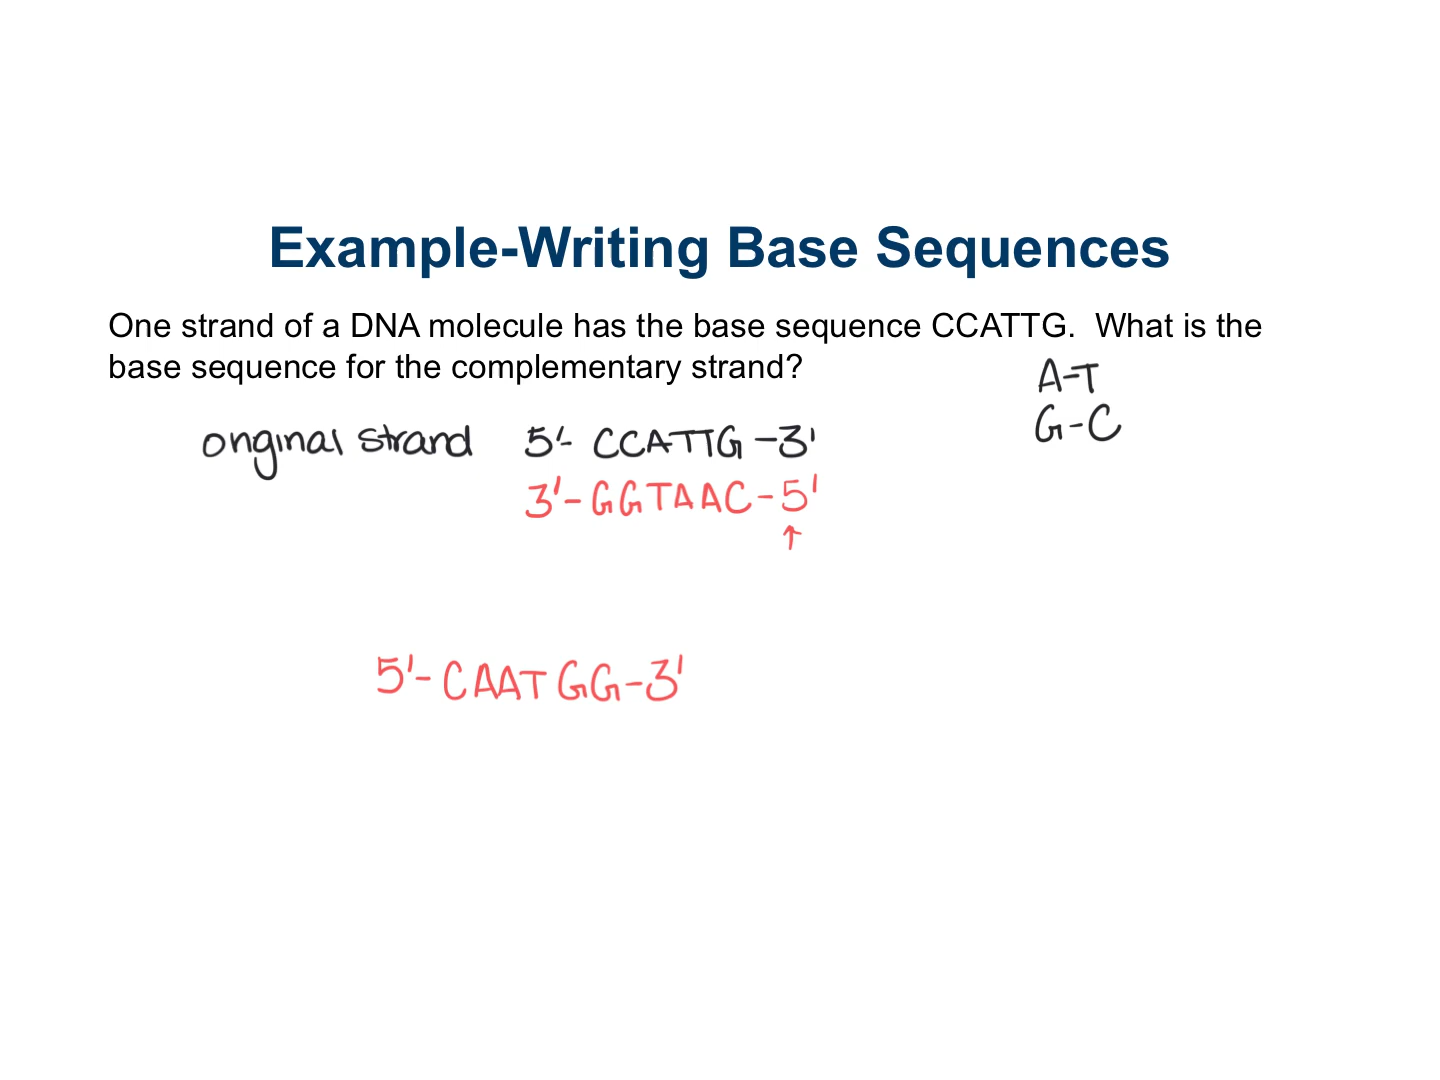 Example-Writing Base Sequences
One strand of a DNA molecule has the base sequence CCATTG. What is the
base sequence for the complementary strand?
A-T
G-C
original strand 5'- CCATTG -3'
3'- GGTAAC - 5'
↑
5'- CAATGG-3'